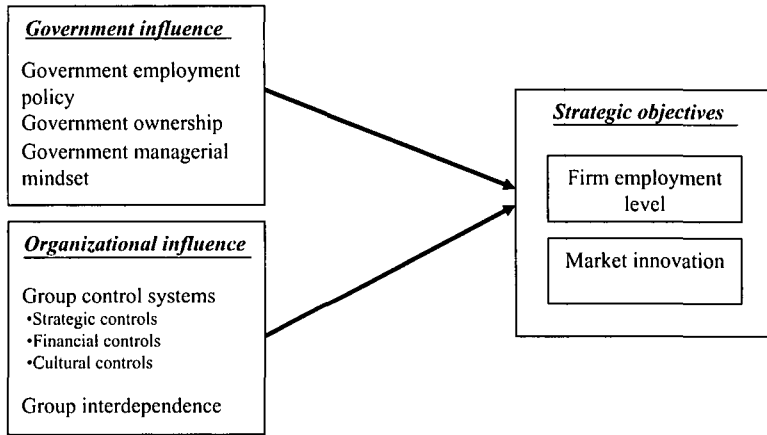 Government influence
Government employment
policy
Government ownership
Government managerial
mindset
Organizational influence
Group control systems
•Strategic controls
•Financial controls
•Cultural controls
Group interdependence
Strategic objectives
Firm employment
level
Market innovation